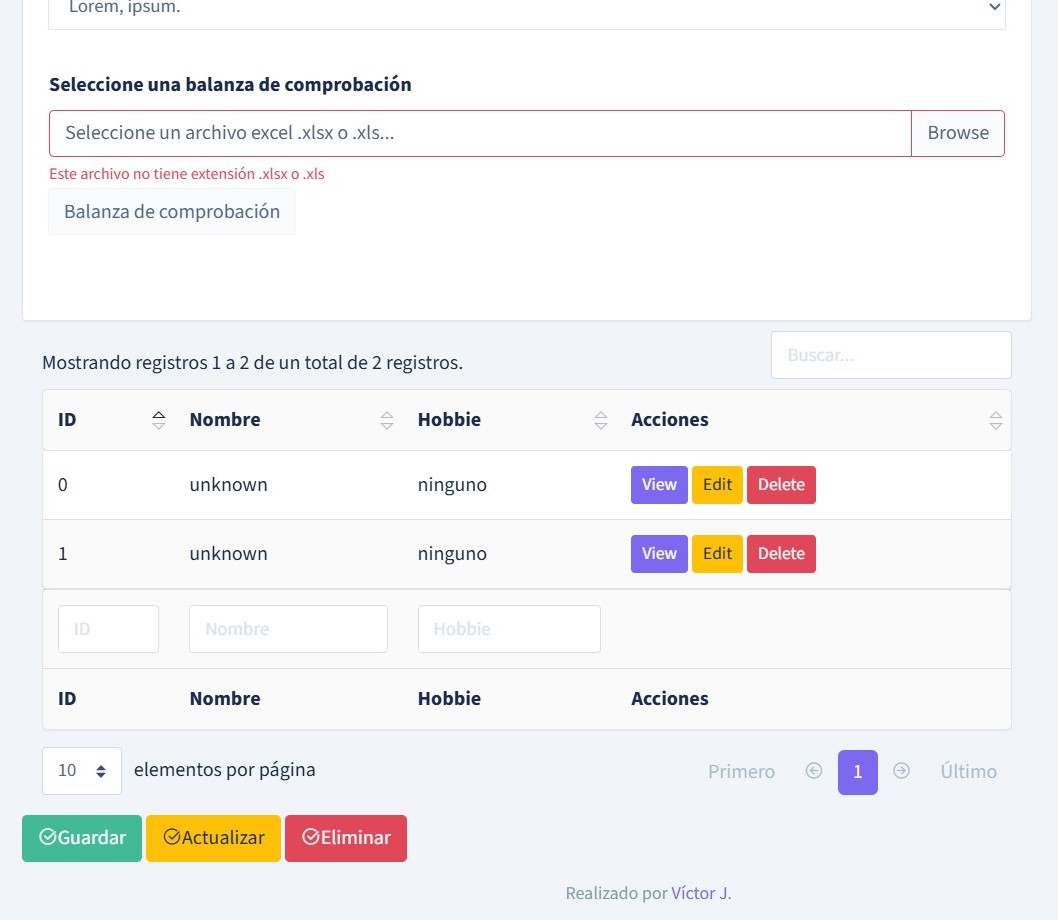 Lorem, ipsum.
Seleccione una balanza de comprobación
Seleccione un archivo excel .xlsx o .xls... Browse
Este archivo no tiene extensión .xlsx o .xls
Balanza de comprobación
Mostrando registros 1 a 2 de un total de 2 registros. Buscar...
ID Nombre Hobbie Acciones
0 unknown ninguno View Edit Delete
1 unknown ninguno View Edit Delete
ID Nombre Hobbie
ID Nombre Hobbie Acciones
10 elementos por página Primero 1 Último
Guardar Actualizar Eliminar
Realizado por Víctor J.